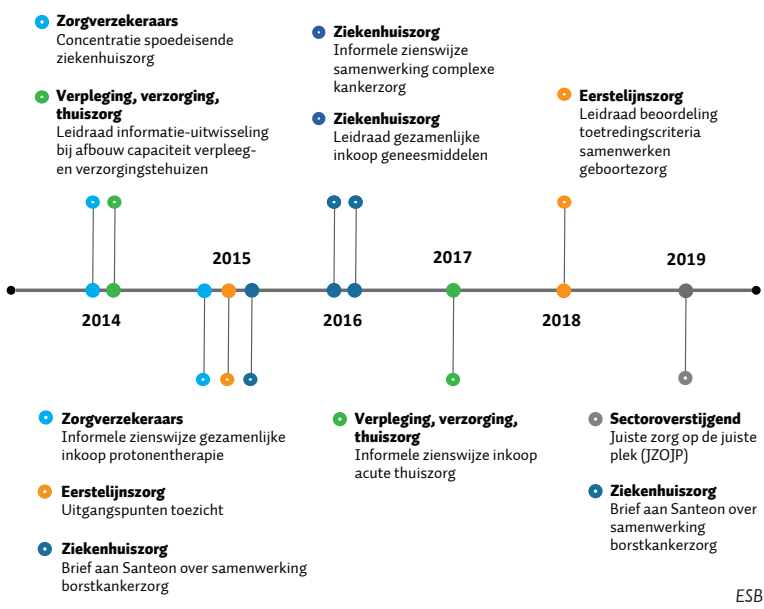 Zorgverzekeraars
Concentratie spoedeisende
ziekenhuiszorg
Verpleging, verzorging,
thuiszorg
Leidraad informatie-uitwisseling
bij afbouw capaciteit verpleeg-
en verzorgingstehuizen
Ziekenhuiszorg
Informele zienswijze
samenwerking complexe
kankerzorg
Ziekenhuiszorg
Leidraad gezamenlijke
inkoop geneesmiddelen
Eerstelijnszorg
Leidraad beoordeling
toetredingscriteria
samenwerken
geboortezorg
2014
2015
2016
2017
2018
2019
Zorgverzekeraars
Informele zienswijze gezamenlijke
inkoop protonentherapie
Eerstelijnszorg
Uitgangspunten toezicht
Ziekenhuiszorg
Brief aan Santeon over samenwerking
borstkankerzorg
Verpleging, verzorging,
thuiszorg
Informele zienswijze inkoop
acute thuiszorg
Sectoroverstijgend
Juiste zorg op de juiste
plek (JZOJP)
Ziekenhuiszorg
Brief aan Santeon over
samenwerking
borstkankerzorg
ESB